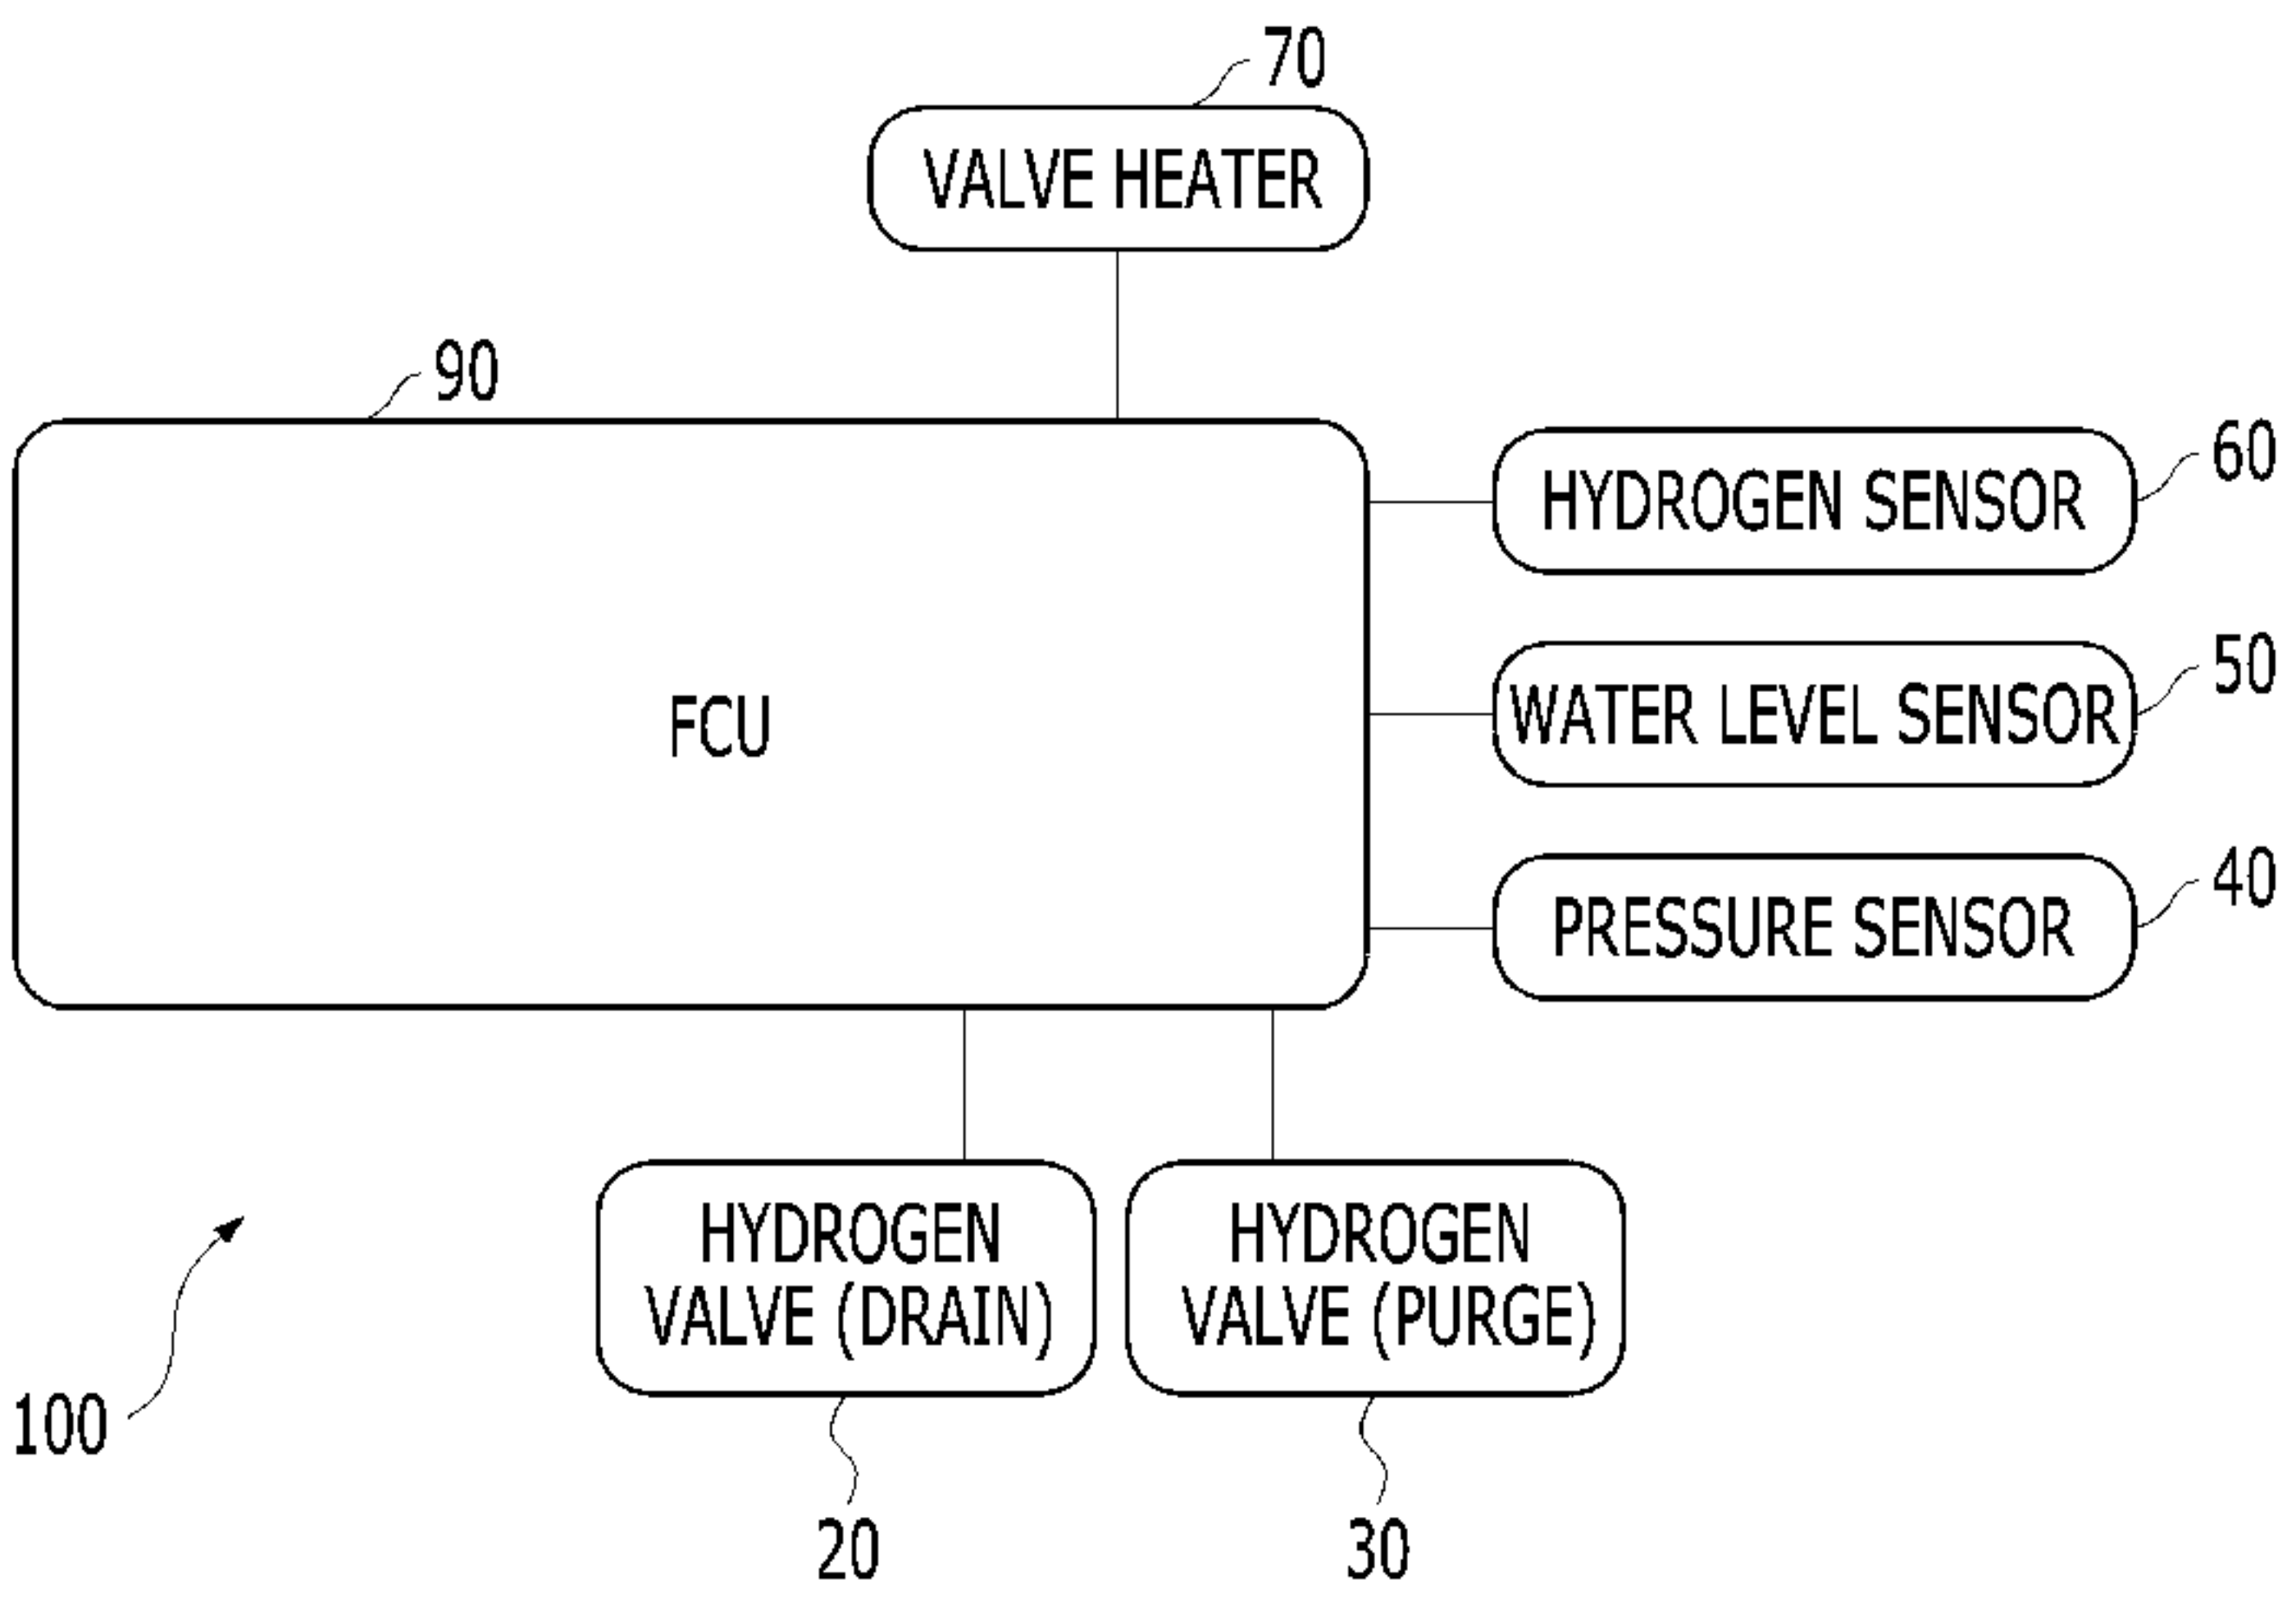 70
VALVE HEATER
90
60
HYDROGEN SENSOR
50
WATER LEVEL SENSOR
FCU
40
PRESSURE SENSOR
HYDROGEN
VALVE (DRAIN)
HYDROGEN
VALVE (PURGE)
100
20
30